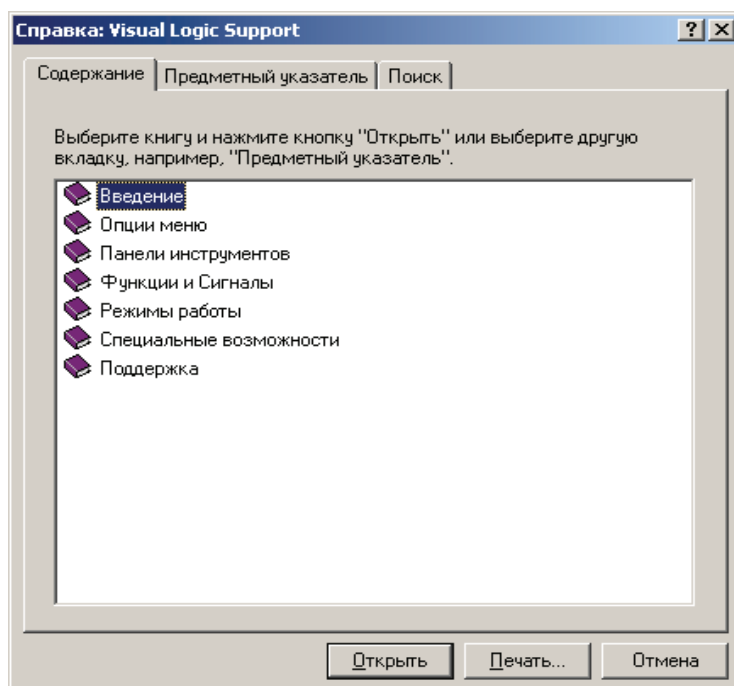 Справка: Visual Logic Support
Содержание Предметный указатель Поиск
Выберите книгу и нажмите кнопку "Открыть" или выберите другую
вкладку, например, "Предметный указатель".
Введение
Опции меню
Панели инструментов
Функции и Сигналы
Режимы работы
Специальные возможности
Поддержка
Открыть Печать... Отмена